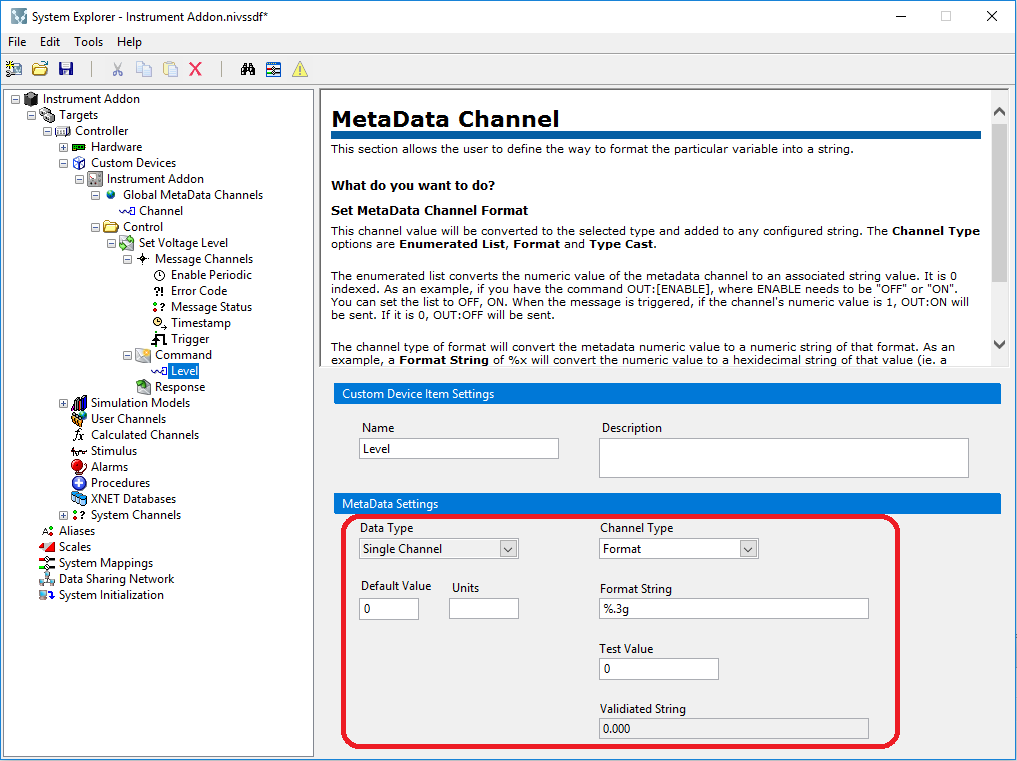 System Explorer - Instrument Addon.nivssdf*
File Edit Tools Help
Instrument Addon
Targets
Controller
Hardware
Custom Devices
Instrument Addon
Global MetaData Channels
Channel
Control
Set Voltage Level
Message Channels
Enable Periodic
Error Code
Message Status
Timestamp
Trigger
Command
Level
Response
Simulation Models
User Channels
Calculated Channels
Stimulus
Alarms
Procedures
XNET Databases
System Channels
Aliases
Scales
System Mappings
Data Sharing Network
System Initialization
MetaData Channel
This section allows the user to define the way to format the particular variable into a string.
What do you want to do?
Set MetaData Channel Format
This channel value will be converted to the selected type and added to any configured string. The Channel Type
options are Enumerated List, Format and Type Cast.
The enumerated list converts the numeric value of the metadata channel to an associated string value. It is 0
indexed. As an example, if you have the command OUT:[ENABLE], where ENABLE needs to be "OFF" or "ON".
You can set the list to OFF, ON. When the message is triggered, if the channel's numeric value is 1, OUT:ON will
be sent. If it is 0, OUT:OFF will be sent.
The channel type of format will convert the metadata numeric value to a numeric string of that format. As an
example, a Format String of %x will convert the numeric value to a hexidecimal string of that value (ie. a
Custom Device Item Settings
Name Description
Level
MetaData Settings
Data Type Channel Type
Single Channel Format
Default Value Units Format String
0 %.3g
Test Value
0
Validiated String
0.000